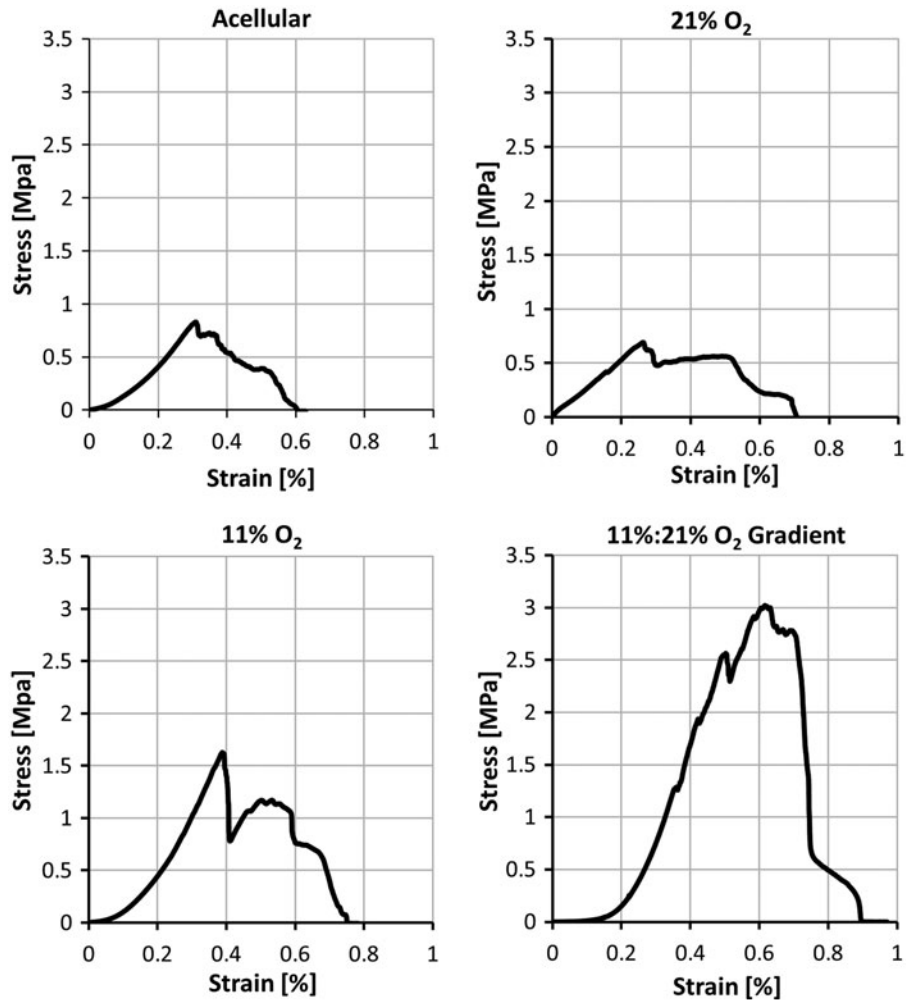 Acellular
3.5
3
2.5
2
1.5
1
0.5
0
Stress [Mpa]
0 0.2 0.4 0.6 0.8 1
Strain [%]
21% O₂
3.5
3
2.5
2
1.5
1
0.5
0
Stress [MPa]
0 0.2 0.4 0.6 0.8 1
Strain [%]
11% O₂
3.5
3
2.5
2
1.5
1
0.5
0
Stress [Mpa]
0 0.2 0.4 0.6 0.8 1
Strain [%]
11%:21% O₂ Gradient
3.5
3
2.5
2
1.5
1
0.5
0
Stress [MPa]
0 0.2 0.4 0.6 0.8 1
Strain [%]